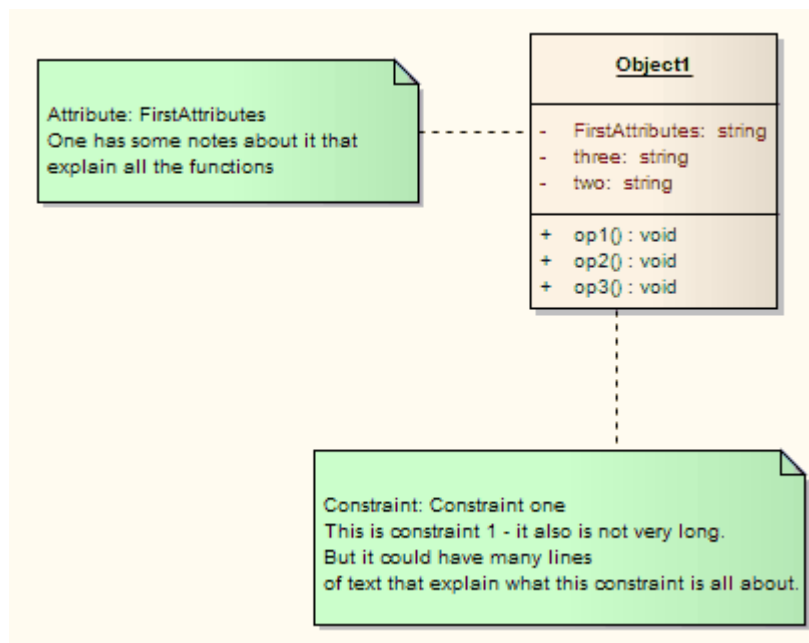 Attribute: FirstAttributes
One has some notes about it that
explain all the functions
Object1
- FirstAttributes: string
- three: string
- two: string
+ op1() : void
+ op2() : void
+ op3() : void
Constraint: Constraint one
This is constraint 1 - it also is not very long.
But it could have many lines
of text that explain what this constraint is all about.